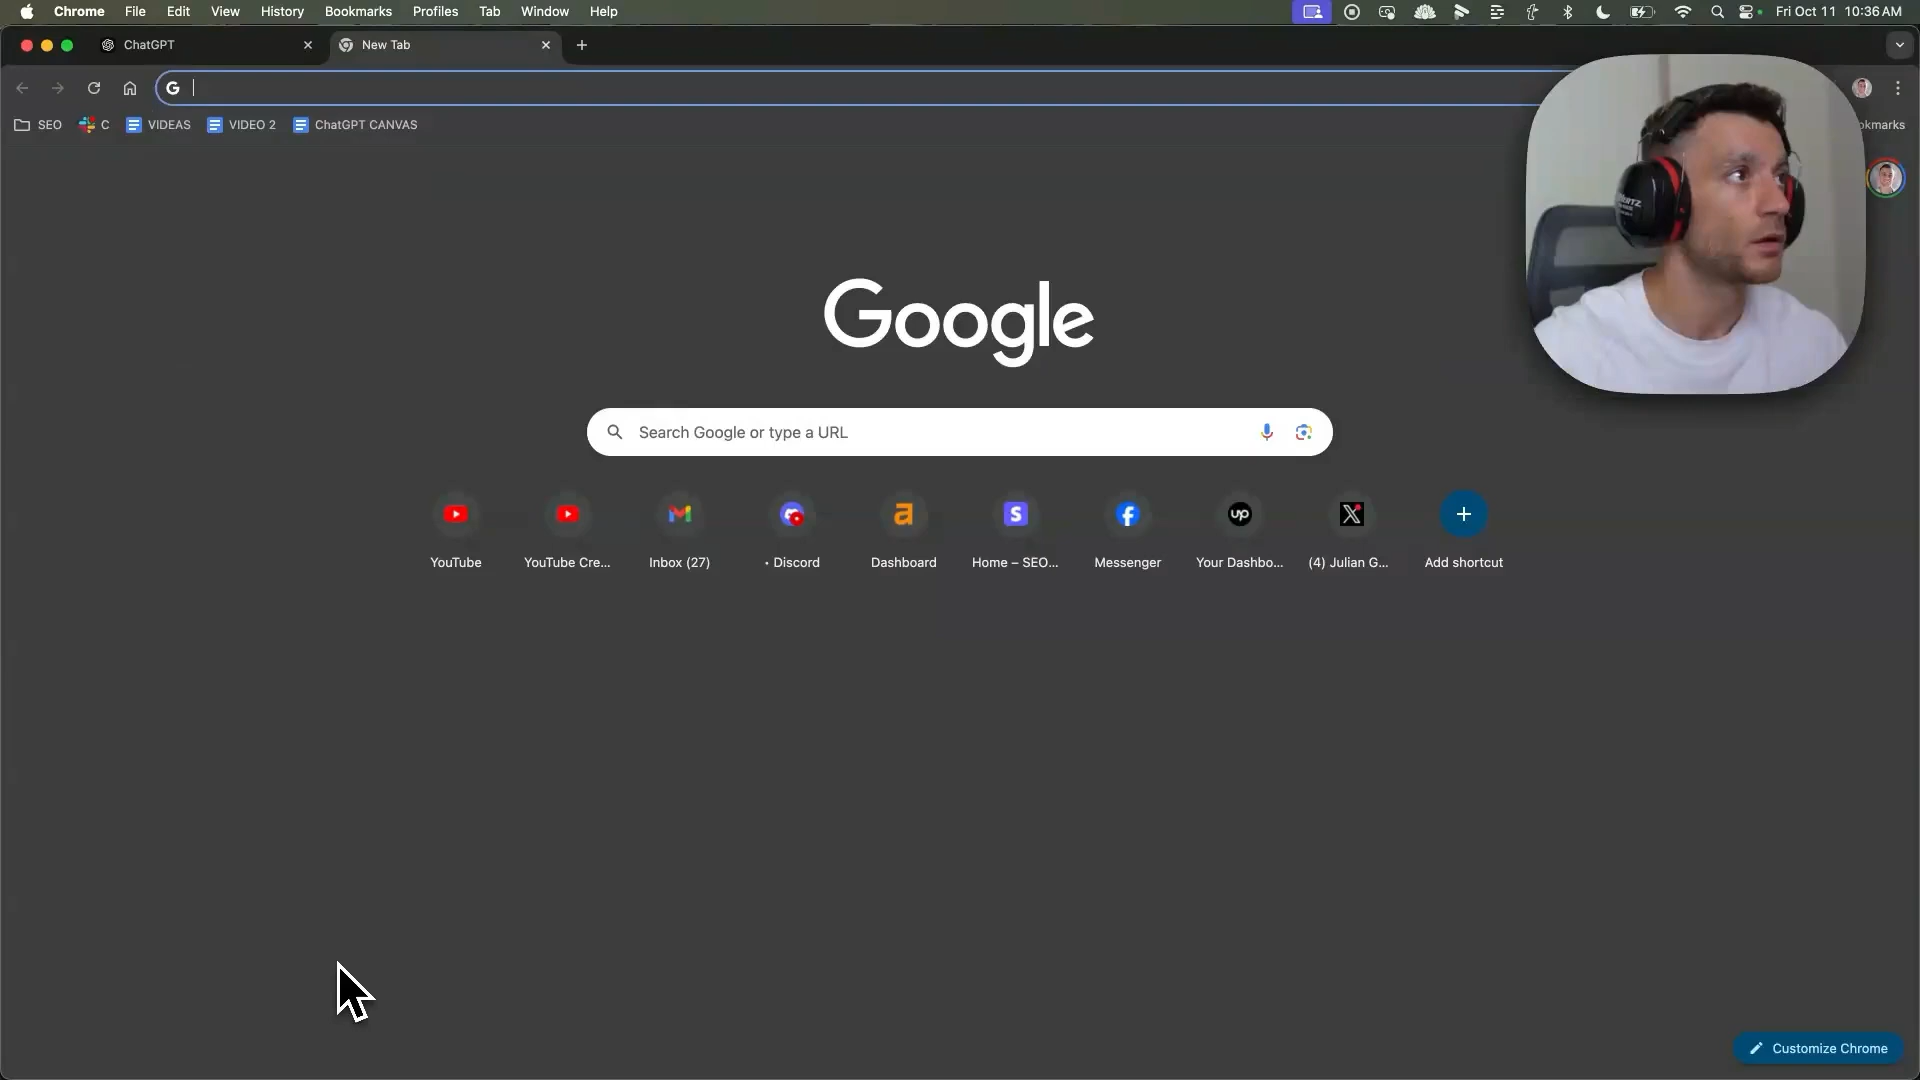 Chrome File Edit View History Bookmarks Profiles Tab Window Help Fri Oct 11 10:36 AM
ChatGPT New Tab
SEO C VIDEAS VIDEO 2 ChatGPT CANVAS
Google
Search Google or type a URL
YouTube YouTube Cre... Inbox (27) • Discord Dashboard Home – SEO... Messenger Your Dashbo... (4) Julian G... Add shortcut
Customize Chrome